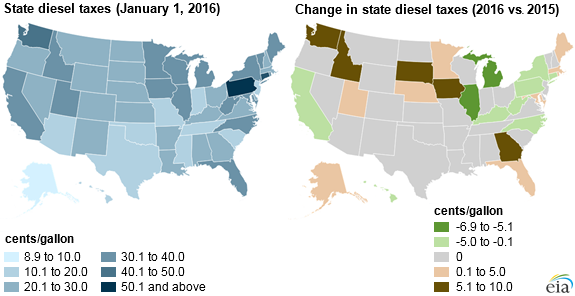 State diesel taxes (January 1, 2016)
Change in state diesel taxes (2016 vs. 2015)
cents/gallon
8.9 to 10.0
10.1 to 20.0
20.1 to 30.0
30.1 to 40.0
40.1 to 50.0
50.1 and above
cents/gallon
-6.9 to -5.1
-5.0 to -0.1
0
0.1 to 5.0
5.1 to 10.0
eia